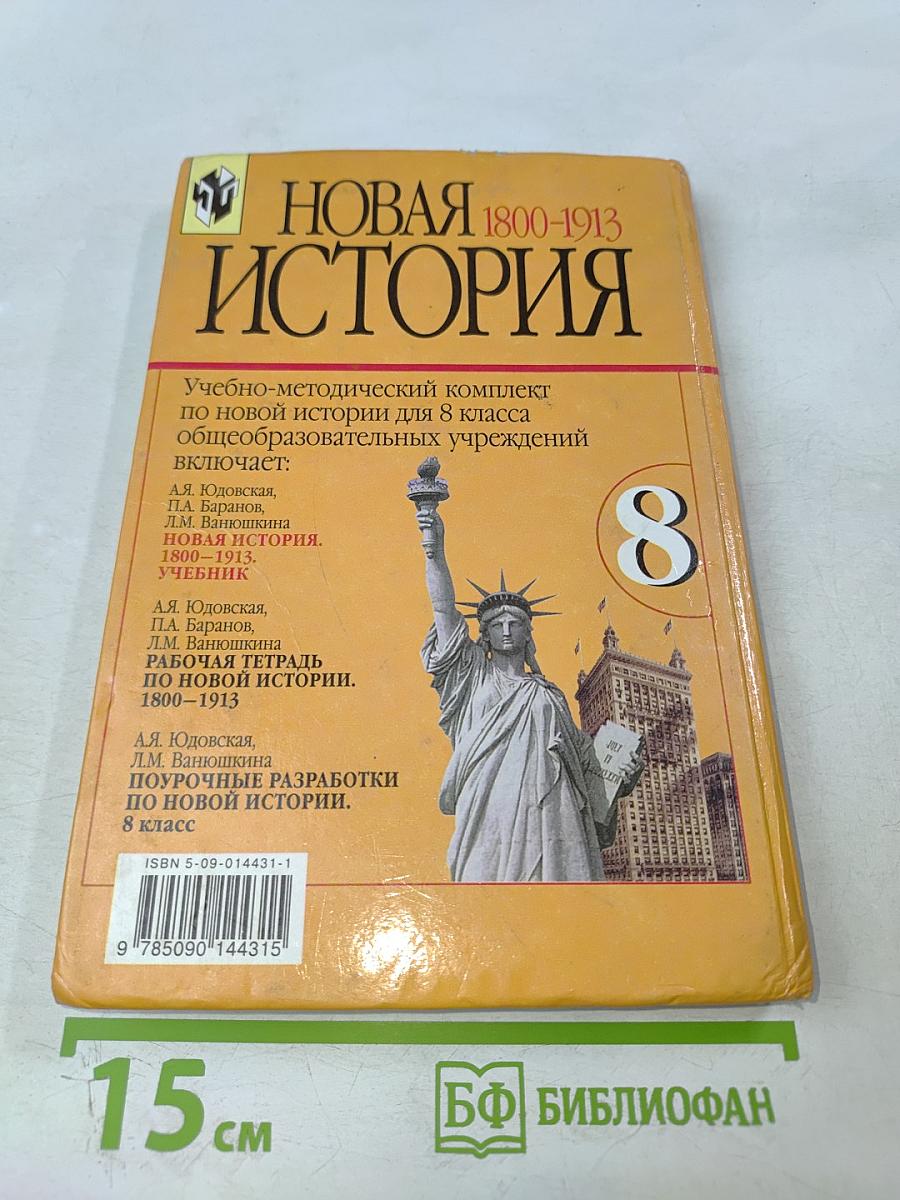 НОВАЯ 1800–1913
ИСТОРИЯ
Учебно-методический комплект
по новой истории для 8 класса
общеобразовательных учреждений
включает:
А.Я. Юдовская,
П.А. Баранов,
Л.М. Ванюшкина
НОВАЯ ИСТОРИЯ.
1800–1913.
УЧЕБНИК
8
А.Я. Юдовская,
П.А. Баранов,
Л.М. Ванюшкина
РАБОЧАЯ ТЕТРАДЬ
ПО НОВОЙ ИСТОРИИ.
1800–1913
А.Я. Юдовская,
Л.М. Ванюшкина
ПОУРОЧНЫЕ РАЗРАБОТКИ
ПО НОВОЙ ИСТОРИИ.
8 класс
ISBN 5-09-014431-1
9 785090 144315
15 см
БФ БИБЛИОФАН